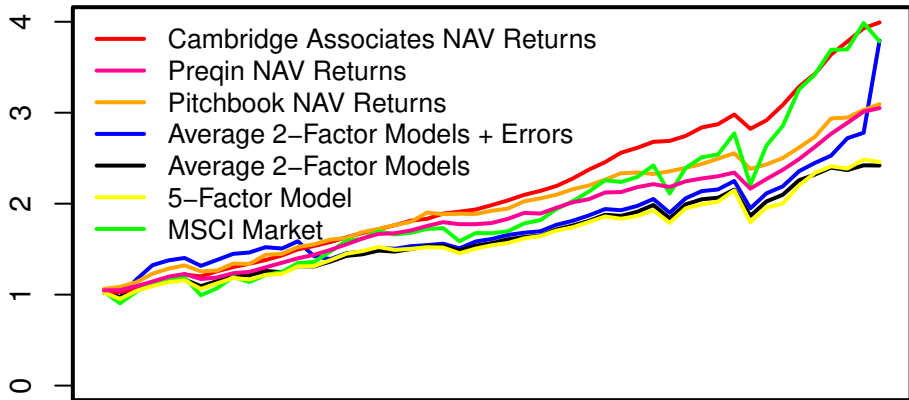 4
3
2
1
0
Cambridge Associates NAV Returns
Preqin NAV Returns
Pitchbook NAV Returns
Average 2−Factor Models + Errors
Average 2−Factor Models
5−Factor Model
MSCI Market